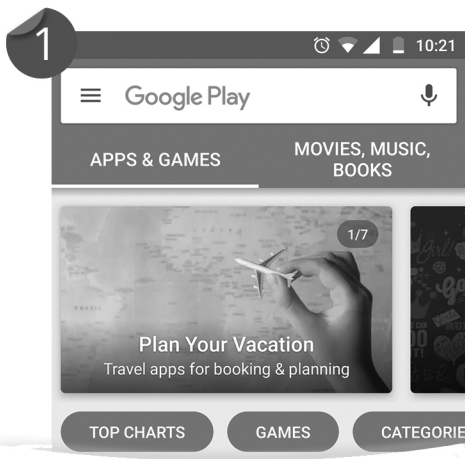 1
10:21
Google Play
APPS & GAMES
MOVIES, MUSIC,
BOOKS
1/7
Plan Your Vacation
Travel apps for booking & planning
TOP CHARTS
GAMES
CATEGORIE